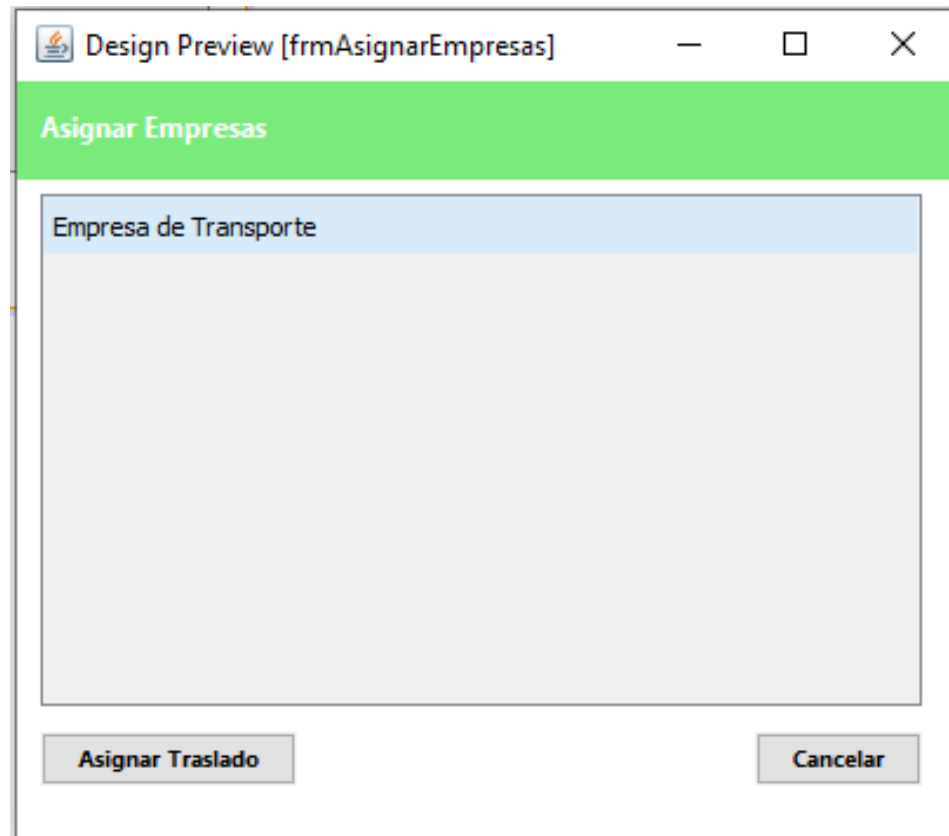 Design Preview [frmAsignarEmpresas]
Asignar Empresas
Empresa de Transporte
Asignar Traslado
Cancelar